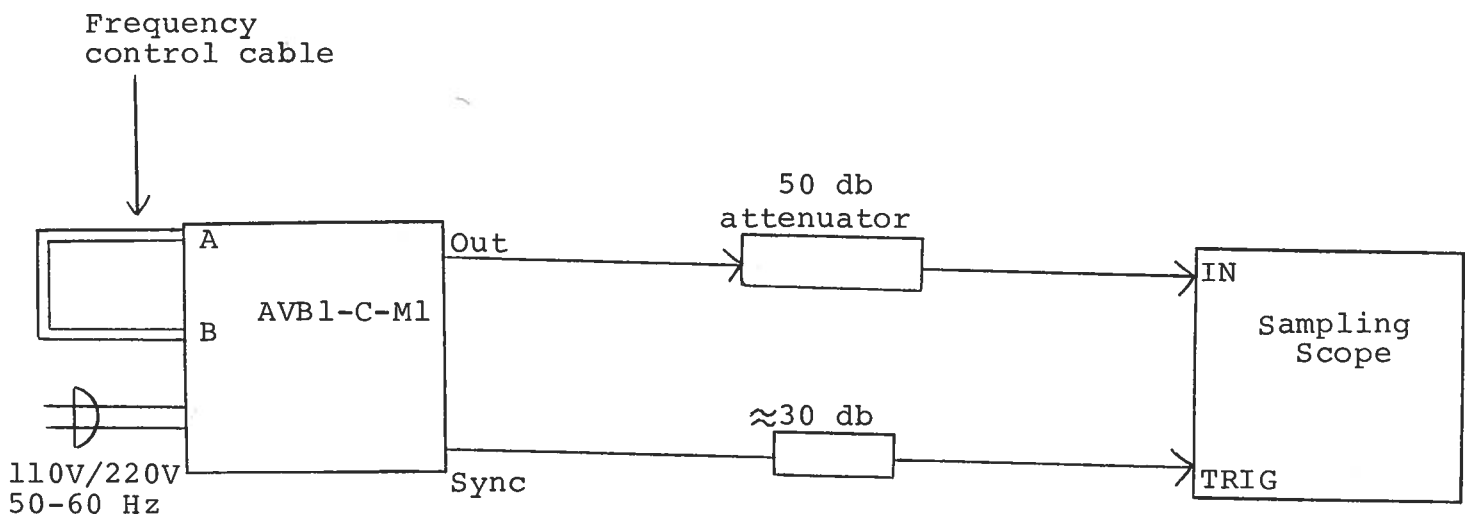 Frequency
control cable
50 db
attenuator
A
Out
IN
AVB1-C-M1
B
Sampling
Scope
≈30 db
110V/220V
50-60 Hz
Sync
TRIG